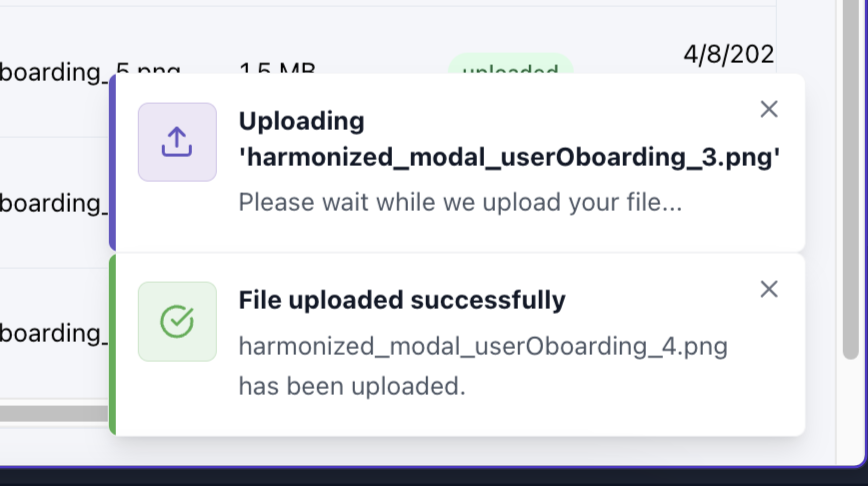 boarding_5.png 1.5 MB uploaded 4/8/202
Uploading
'harmonized_modal_userOboarding_3.png'
Please wait while we upload your file...
boarding_
File uploaded successfully
boarding_
harmonized_modal_userOboarding_4.png
has been uploaded.